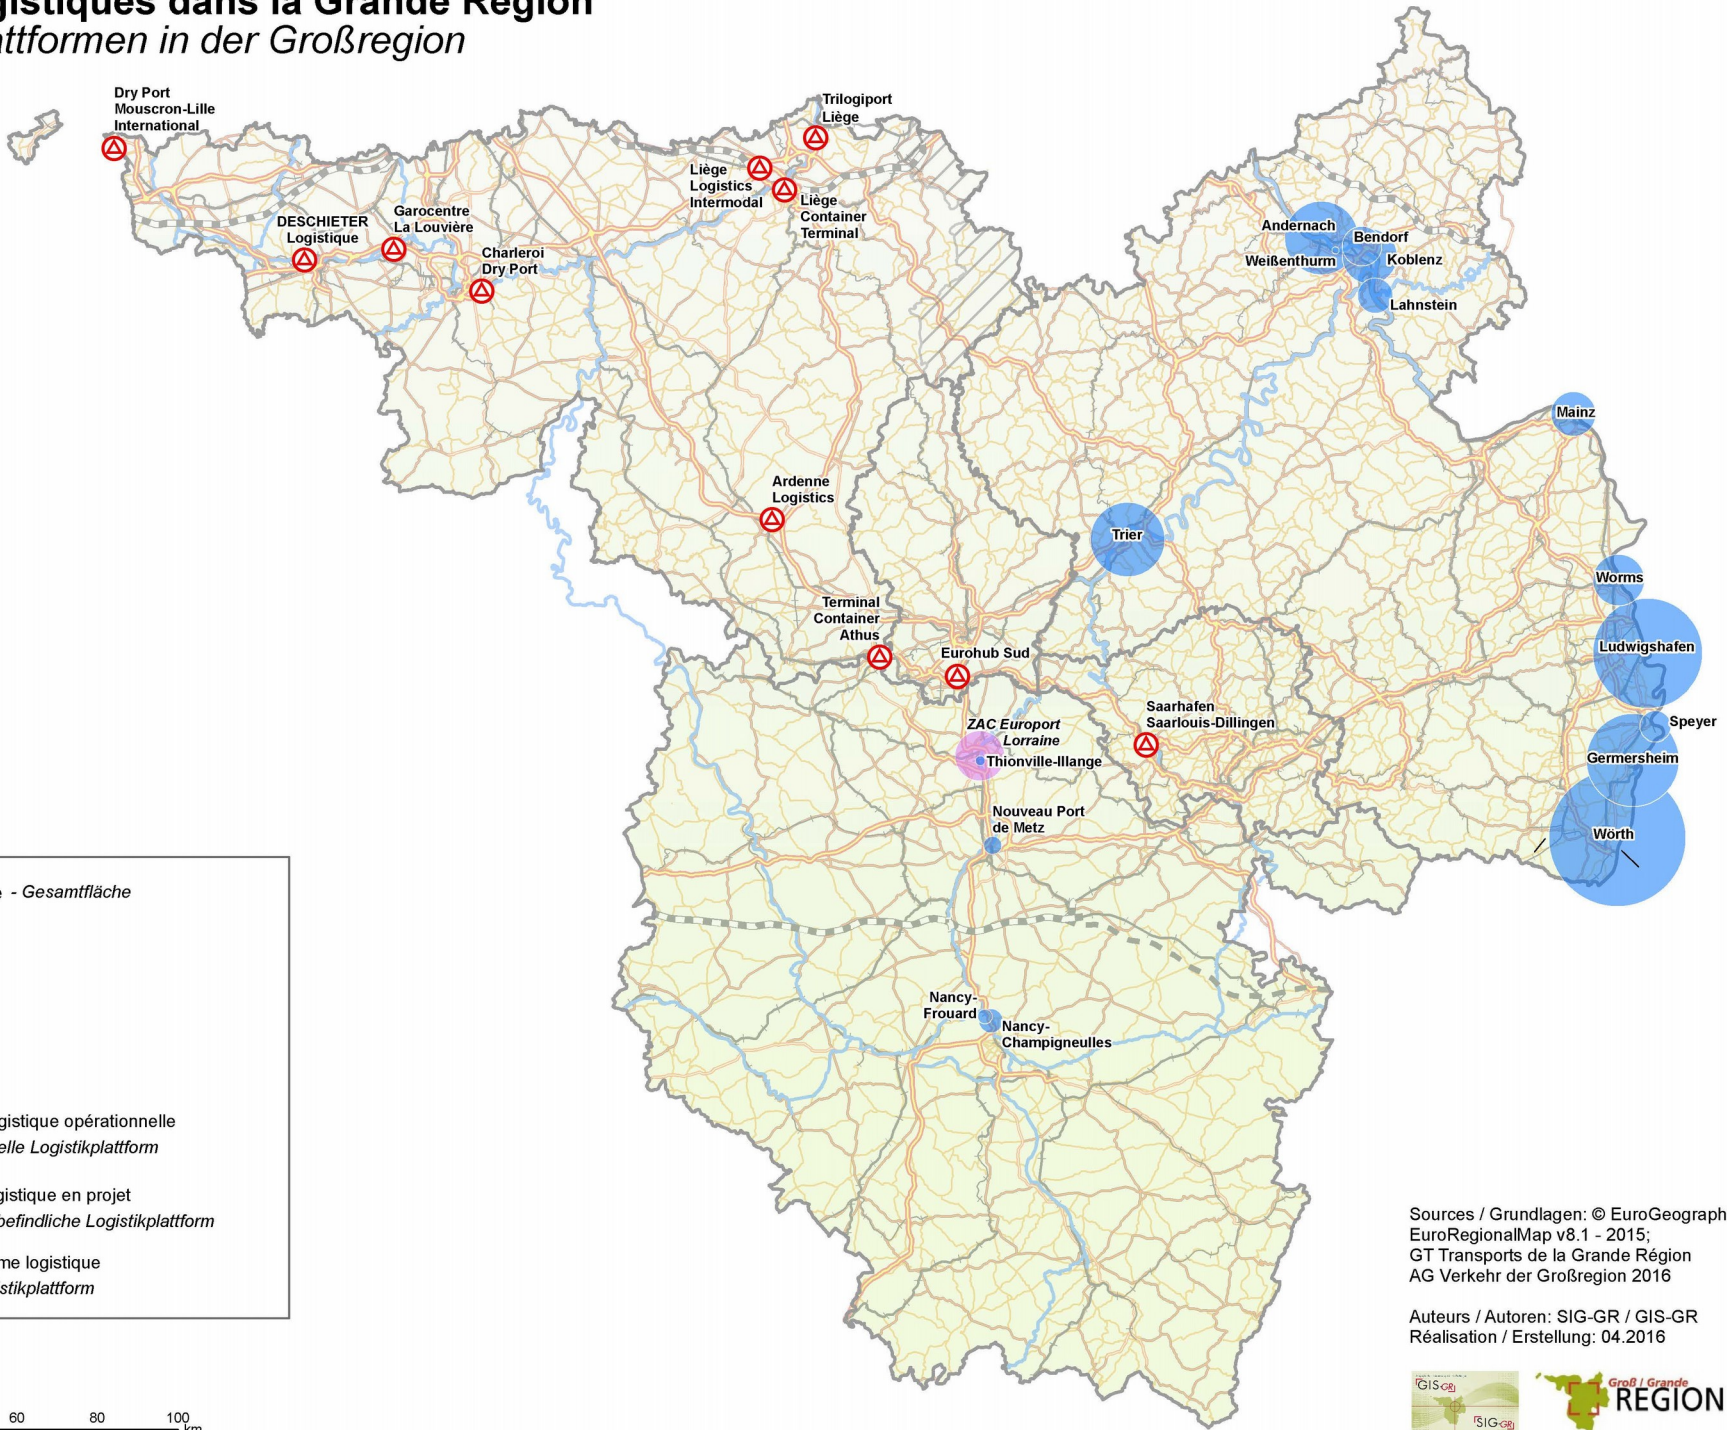 gistiques dans la Grande Région
attformen in der Großregion
Dry Port
Mouscron-Lille
International
Trilogiport
Liège
Liège
Logistics
Intermodal
Liège
Container
Terminal
DESCHIETER
Logistique
Garocentre
La Louvière
Charleroi
Dry Port
Andernach
Bendorf
Weißenthurm
Koblenz
Lahnstein
Mainz
Ardenne
Logistics
Trier
Worms
Terminal
Container
Athus
Eurohub Sud
Ludwigshafen
Saarhafen
Saarlouis-Dillingen
Speyer
ZAC Europort
Lorraine
Thionville-Illange
Germersheim
Nouveau Port
de Metz
Wörth
e - Gesamtfläche
Nancy-
Frouard
Nancy-
Champigneulles
gistique opérationnelle
elle Logistikplattform
gistique en projet
befindliche Logistikplattform
me logistique
stikplattform
60 80 100
km
Sources / Grundlagen: © EuroGeograph
EuroRegionalMap v8.1 - 2015;
GT Transports de la Grande Région
AG Verkehr der Großregion 2016
Auteurs / Autoren: SIG-GR / GIS-GR
Réalisation / Erstellung: 04.2016
GIS-GR
SIG-GR
Groß / Grande
REGION